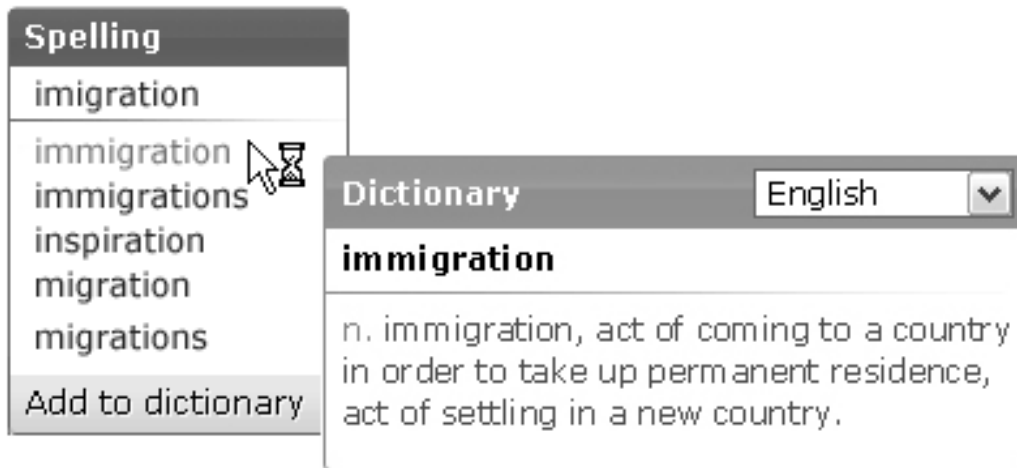 Spelling
imigration
immigration
immigrations
inspiration
migration
migrations
Add to dictionary
Dictionary
English
immigration
n. immigration, act of coming to a country
in order to take up permanent residence,
act of settling in a new country.